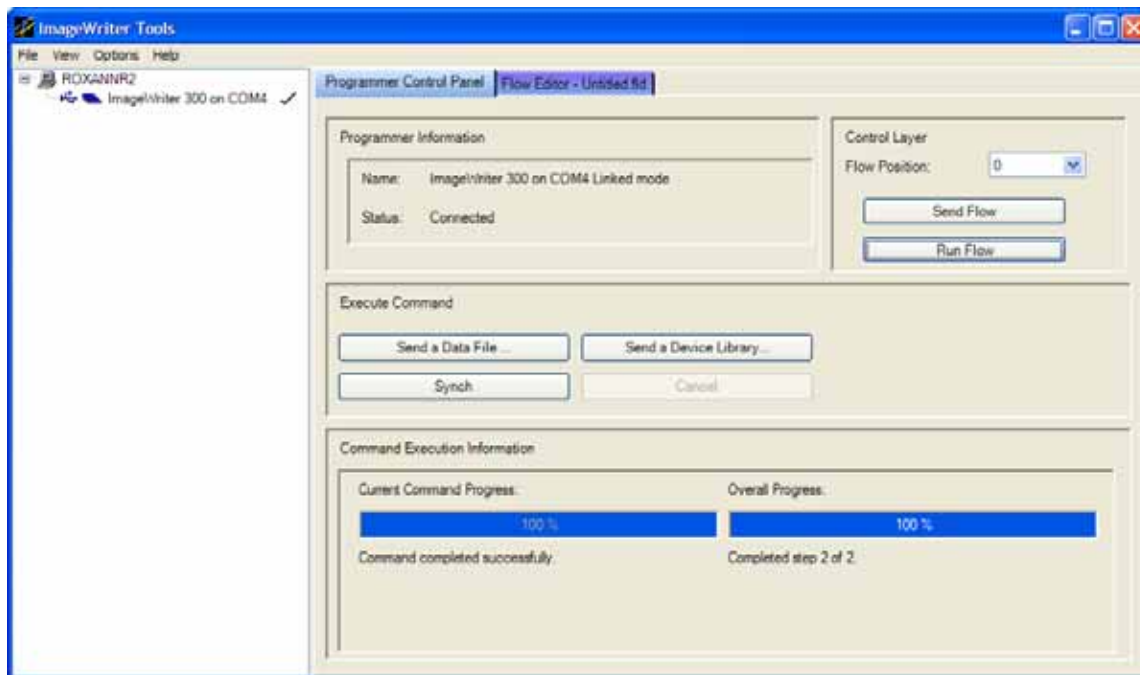 ImageWriter Tools
File View Options Help
ROXANNR2
ImageWriter 300 on COM4
Programmer Control Panel
Flow Editor - Untitled.fld
Programmer Information
Name: ImageWriter 300 on COM4 Linked mode
Status: Connected
Control Layer
Flow Position: 0
Send Flow
Run Flow
Execute Command
Send a Data File ...
Send a Device Library...
Synch
Cancel
Command Execution Information
Current Command Progress:
Overall Progress:
100 %
100 %
Command completed successfully.
Completed step 2 of 2.